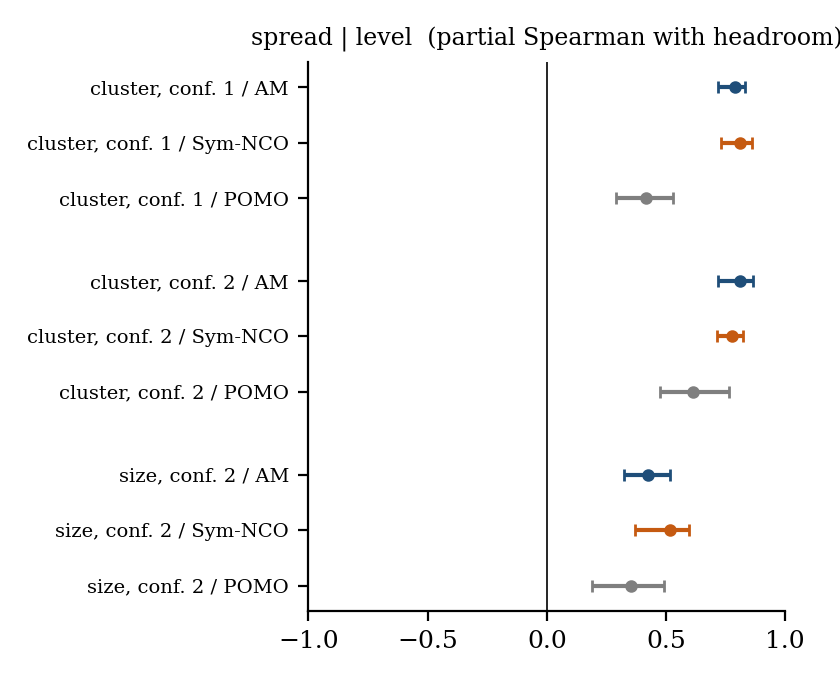 spread | level  (partial Spearman with headroom)
cluster, conf. 1 / AM
cluster, conf. 1 / Sym-NCO
cluster, conf. 1 / POMO
cluster, conf. 2 / AM
cluster, conf. 2 / Sym-NCO
cluster, conf. 2 / POMO
size, conf. 2 / AM
size, conf. 2 / Sym-NCO
size, conf. 2 / POMO
−1.0 −0.5 0.0 0.5 1.0